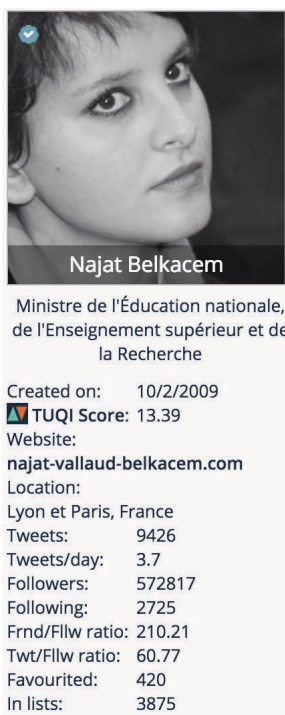 Najat Belkacem
Ministre de l'Éducation nationale,
de l'Enseignement supérieur et de
la Recherche
Created on: 10/2/2009
TUQI Score: 13.39
Website:
najat-vallaud-belkacem.com
Location:
Lyon et Paris, France
Tweets: 9426
Tweets/day: 3.7
Followers: 572817
Following: 2725
Frnd/Fllw ratio: 210.21
Twt/Fllw ratio: 60.77
Favourited: 420
In lists: 3875